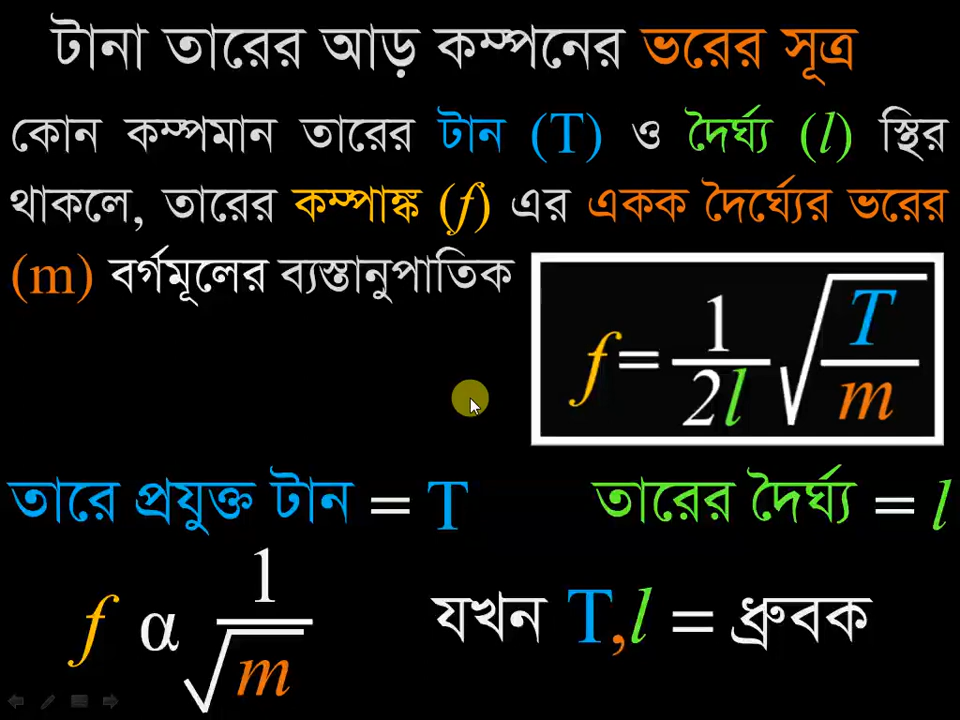 টানা তারের আড় কম্পনের ভরের সূত্র
কোন কম্পমান তারের টান (T) ও দৈর্ঘ্য (l) স্থির
থাকলে, তারের কম্পাঙ্ক (f) এর একক দৈর্ঘ্যের ভরের
(m) বর্গমূলের ব্যস্তানুপাতিক
f = 1/2l √(T/m)
তারে প্রযুক্ত টান = T
তারের দৈর্ঘ্য = l
f α 1/√m
যখন T,l = ধ্রুবক